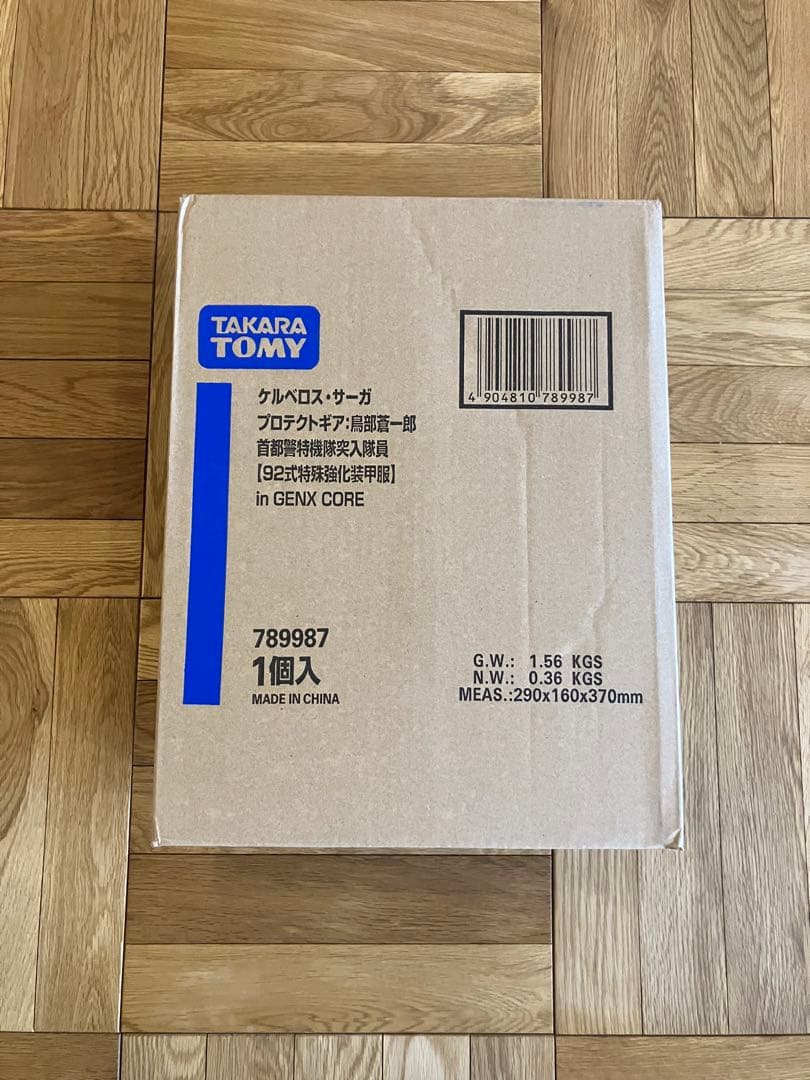 TAKARA
TOMY
4 904810 789987
ケルベロス・サーガ
プロテクトギア:鳥部蒼一郎
首都警特機隊突入隊員
【92式特殊強化装甲服】
in GENX CORE
789987
1個入
MADE IN CHINA
G.W.: 1.56 KGS
N.W.: 0.36 KGS
MEAS.:290x160x370mm